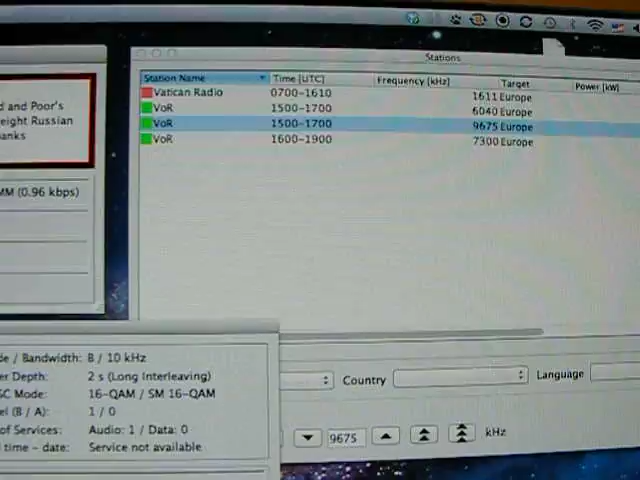 Stations
Station Name Time [UTC] Frequency [kHz] Target Power [kW]
Vatican Radio 0700-1610 1611 Europe
VoR 1500-1700 6040 Europe
VoR 1500-1700 9675 Europe
VoR 1600-1900 7300 Europe
d and Poor's
eight Russian
anks
MM (0.96 kbps)
de / Bandwidth: B / 10 kHz
er Depth: 2 s (Long Interleaving)
SC Mode: 16-QAM / SM 16-QAM
el (B / A): 1 / 0
of Services: Audio: 1 / Data: 0
l time - date: Service not available
Country Language
9675 kHz